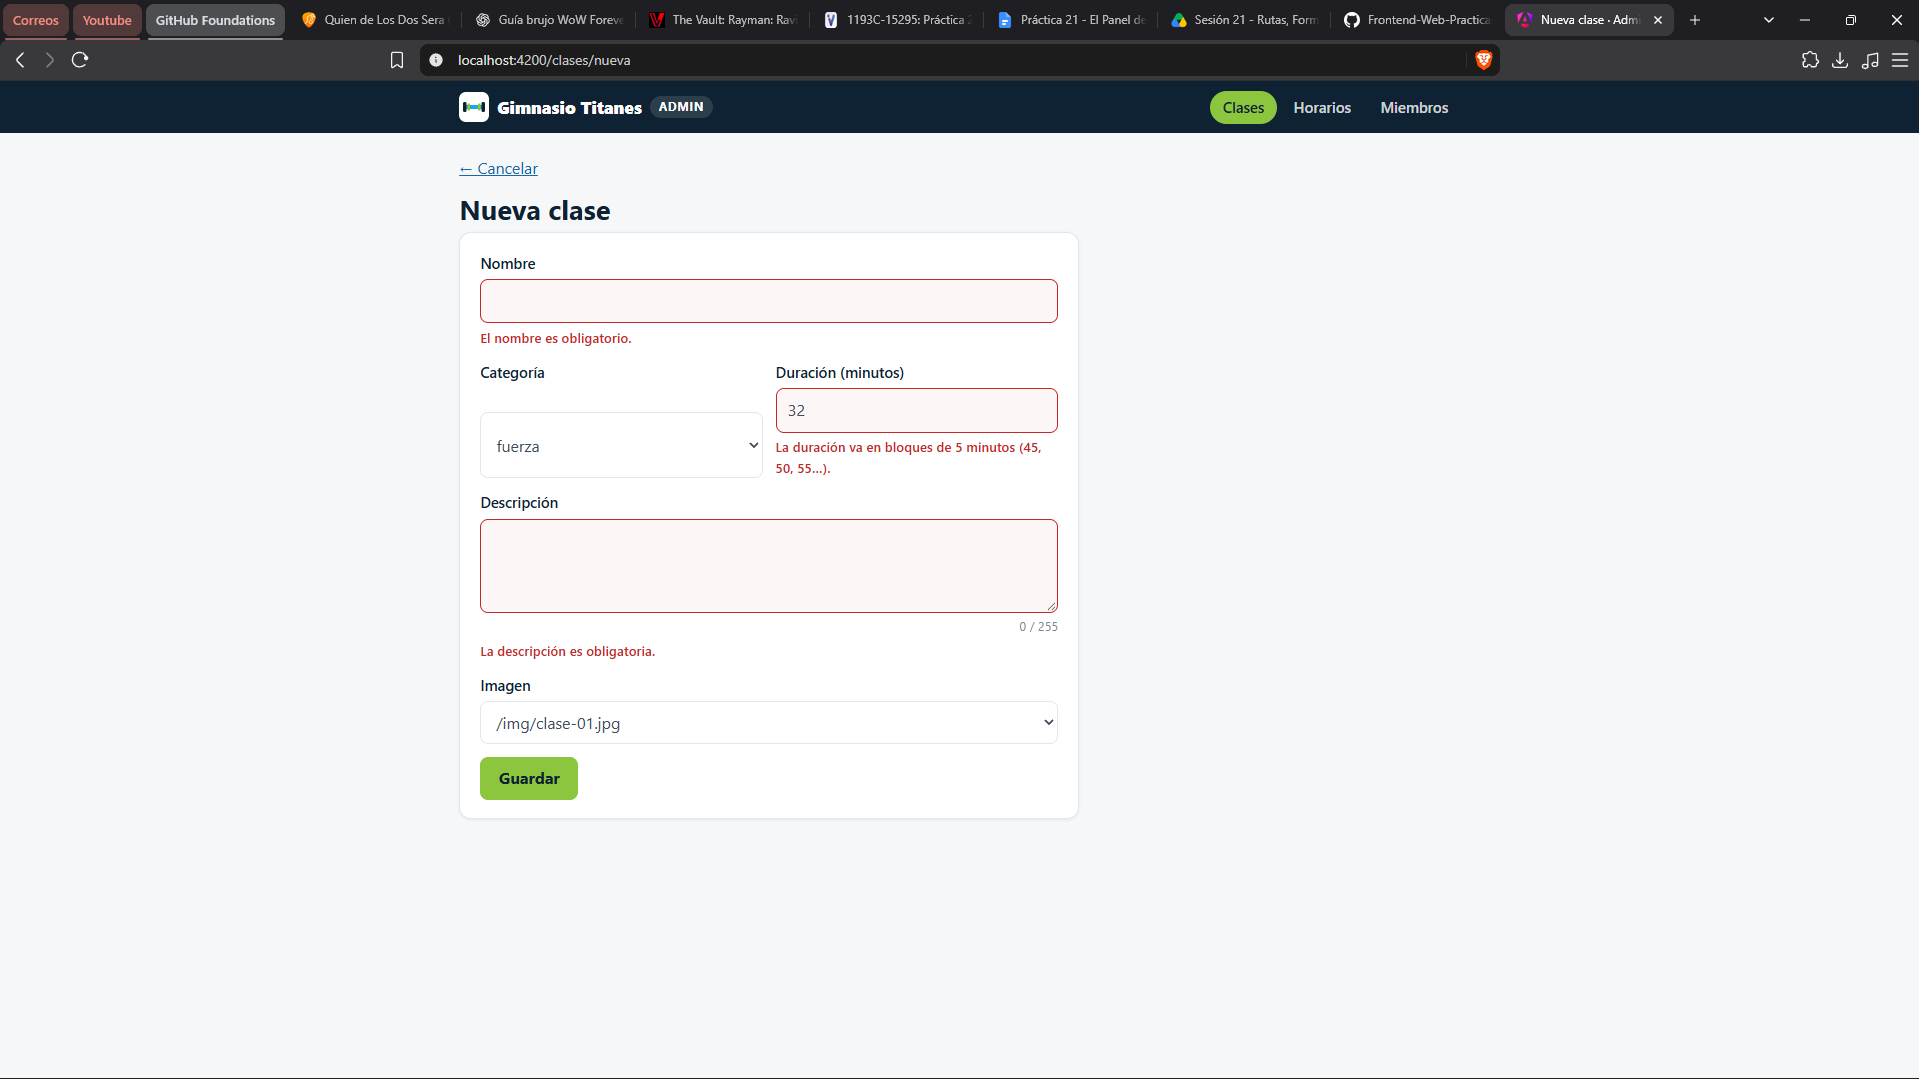 Correos
Youtube
GitHub Foundations
Quien de Los Dos Sera
Guía brujo WoW Foreve
The Vault: Rayman: Rav
1193C-15295: Práctica 2
Práctica 21 - El Panel de
Sesión 21 - Rutas, Form
Frontend-Web-Practica
Nueva clase · Admi
localhost:4200/clases/nueva
Gimnasio Titanes ADMIN
Clases
Horarios
Miembros
← Cancelar
Nueva clase
Nombre
El nombre es obligatorio.
Categoría
fuerza
Duración (minutos)
32
La duración va en bloques de 5 minutos (45,
50, 55...).
Descripción
0 / 255
La descripción es obligatoria.
Imagen
/img/clase-01.jpg
Guardar